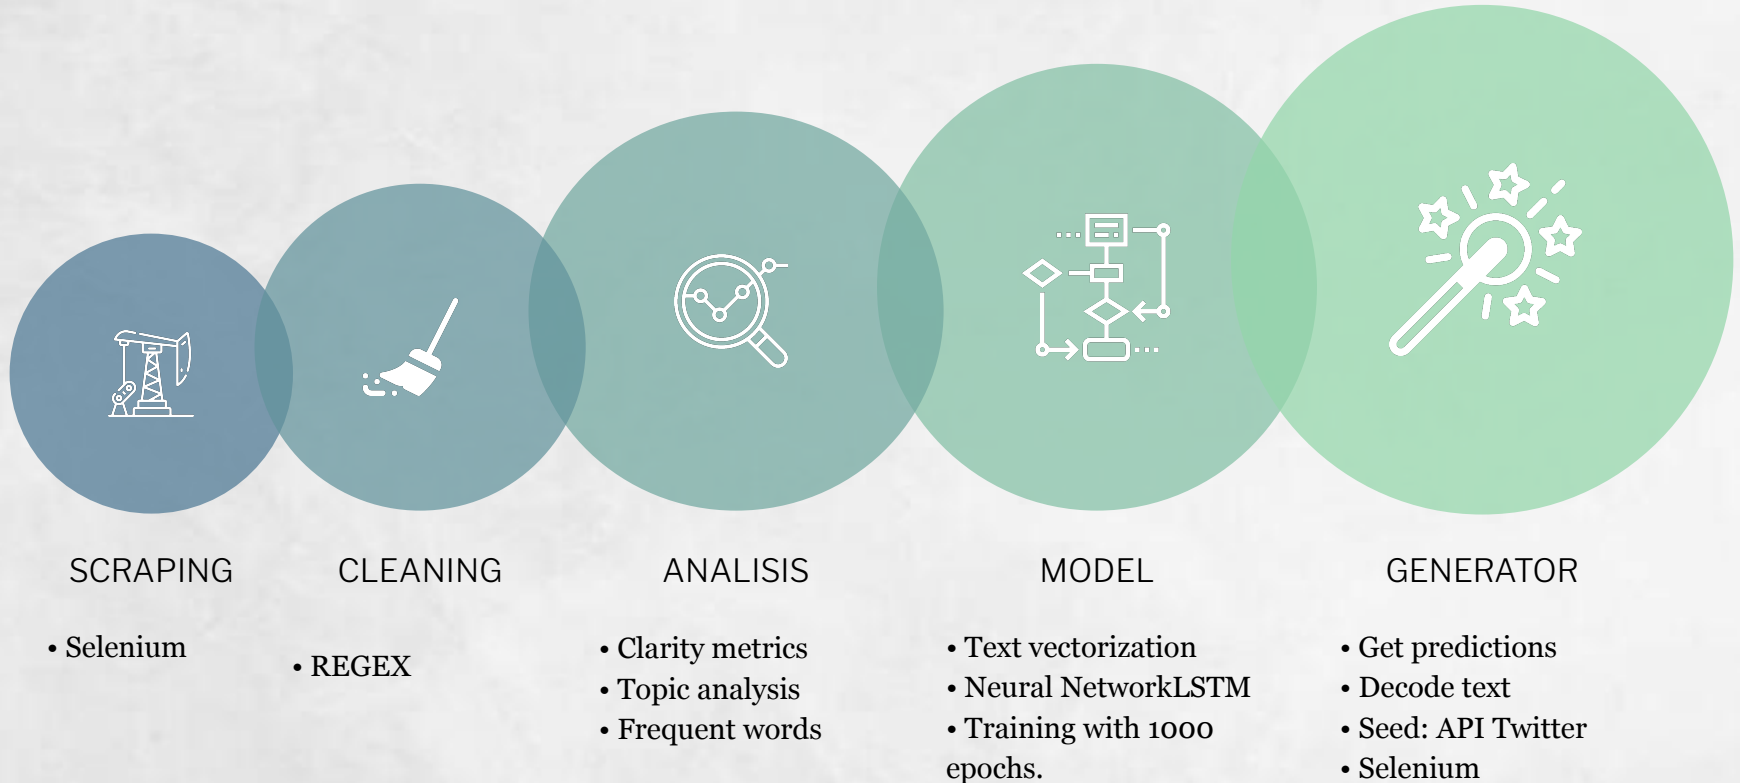 SCRAPING
• Selenium
CLEANING
• REGEX
ANALISIS
• Clarity metrics
• Topic analysis
• Frequent words
MODEL
• Text vectorization
• Neural NetworkLSTM
• Training with 1000
epochs.
GENERATOR
• Get predictions
• Decode text
• Seed: API Twitter
• Selenium